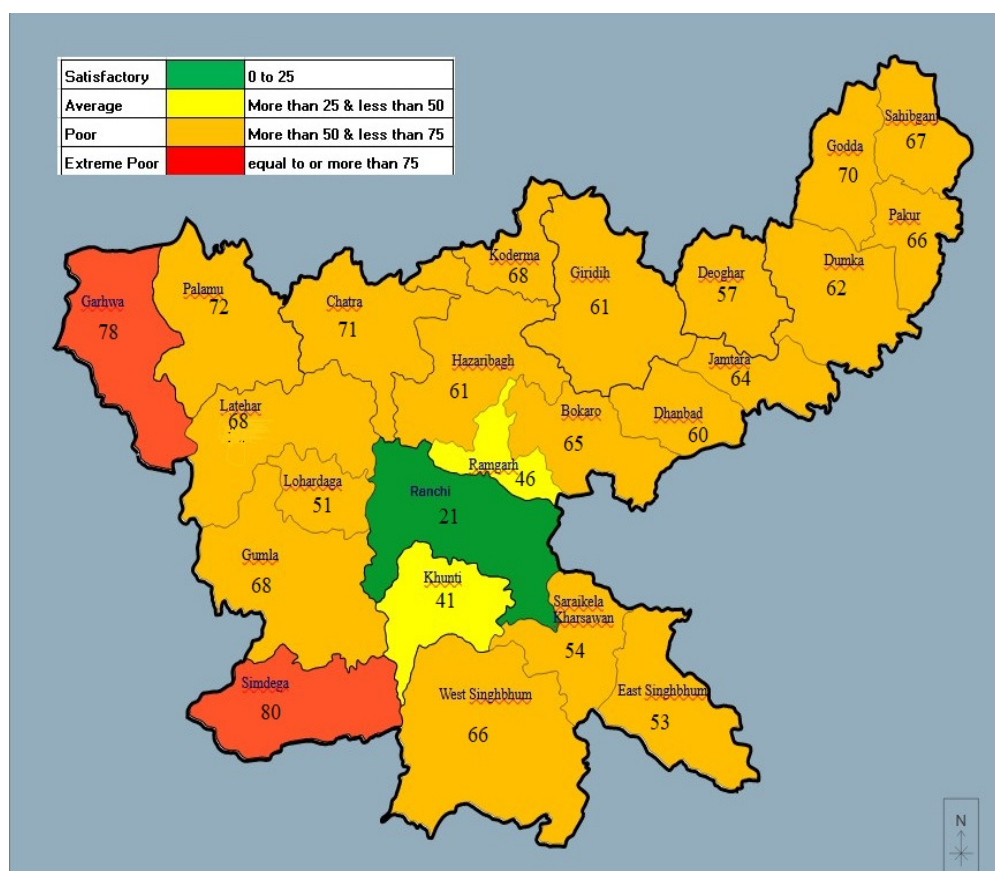 Satisfactory 0 to 25
Average More than 25 & less than 50
Poor More than 50 & less than 75
Extreme Poor equal to or more than 75
Sahibganj
67
Godda
70
Pakur
66
Koderma
68
Giridih
61
Deoghar
57
Dumka
62
Garhwa
78
Palamu
72
Chatra
71
Hazaribagh
61
Jamtara
64
Latehar
68
Bokaro
65
Dhanbad
60
Ramgarh
46
Lohardaga
51
Ranchi
21
Gumla
68
Khunti
41
Saraikela
Kharsawan
54
Simdega
80
West Singhbhum
66
East Singhbhum
53
N